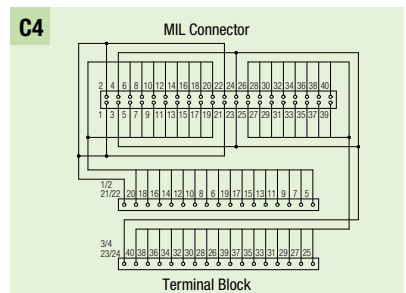 C4
MIL Connector
2 4 6 8 10 12 14 16 18 20 22 24 26 28 30 32 34 36 38 40
1 3 5 7 9 11 13 15 17 19 21 23 25 27 29 31 33 35 37 39
1/2
21/22 20 18 16 14 12 10 8 6 19 17 15 13 11 9 7 5
3/4
23/24 40 38 36 34 32 30 28 26 39 37 35 33 31 29 27 25
Terminal Block